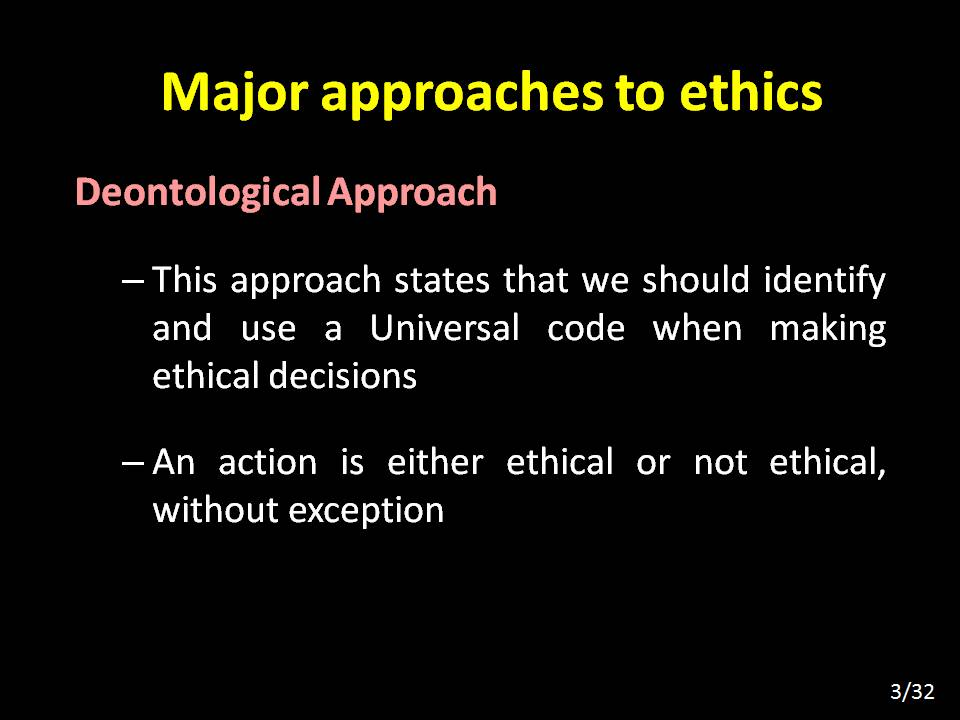 Major approaches to ethics
Deontological Approach
– This approach states that we should identify
and use a Universal code when making
ethical decisions
– An action is either ethical or not ethical,
without exception
3/32